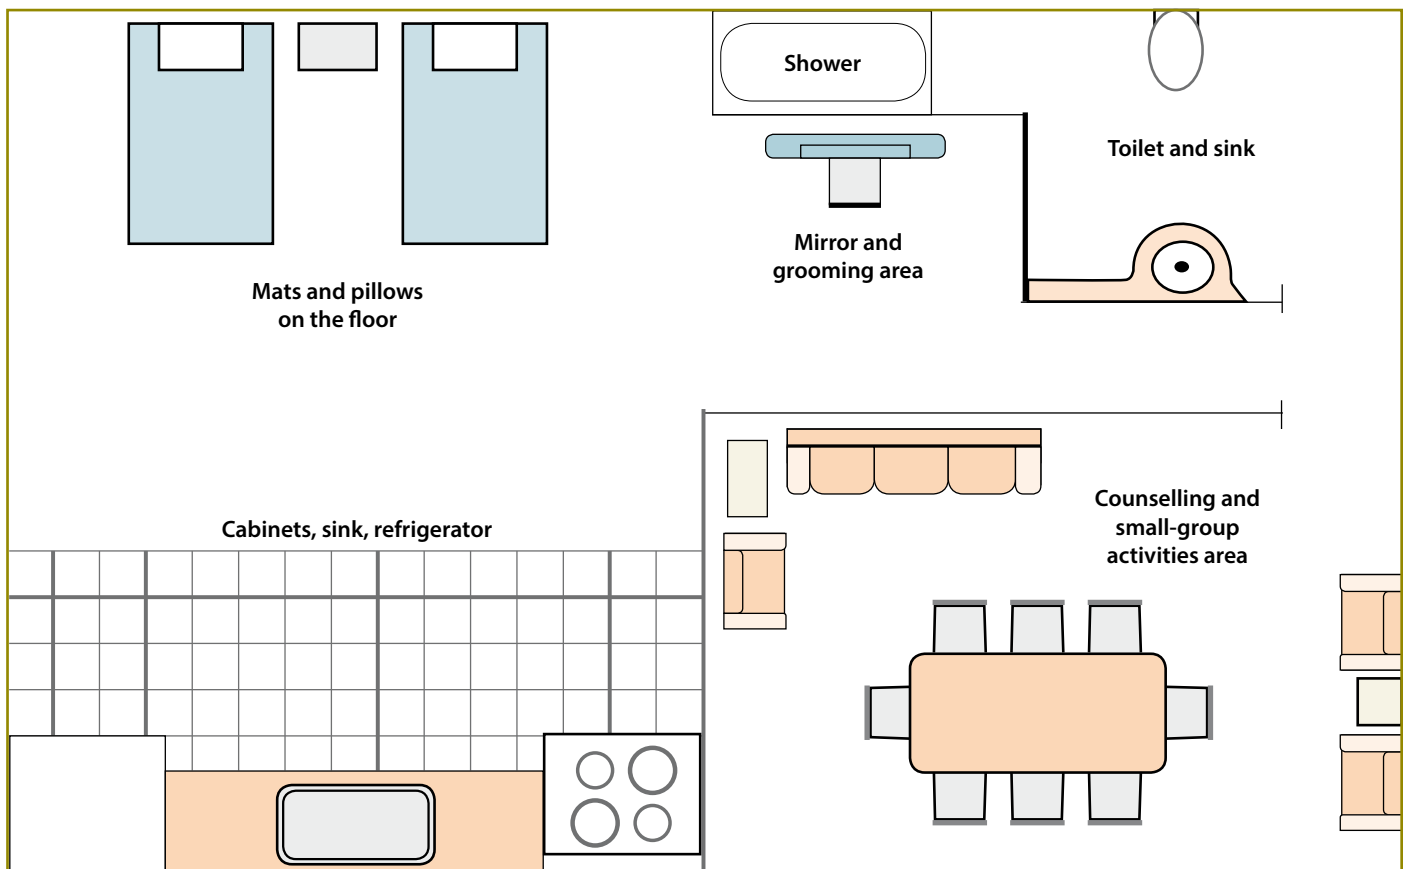 Shower
Toilet and sink
Mirror and
grooming area
Mats and pillows
on the floor
Counselling and
small-group
activities area
Cabinets, sink, refrigerator